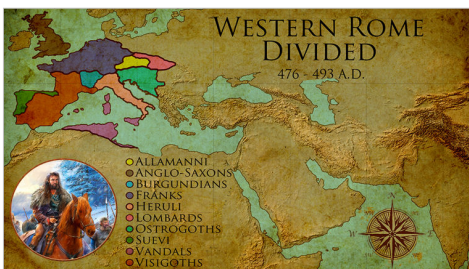 WESTERN ROME
DIVIDED
476 - 493 A.D.
ALLAMANNI
ANGLO-SAXONS
BURGUNDIANS
FRANKS
HERULI
LOMBARDS
OSTROGOTHS
SUEVI
VANDALS
VISIGOTHS
N
W
E